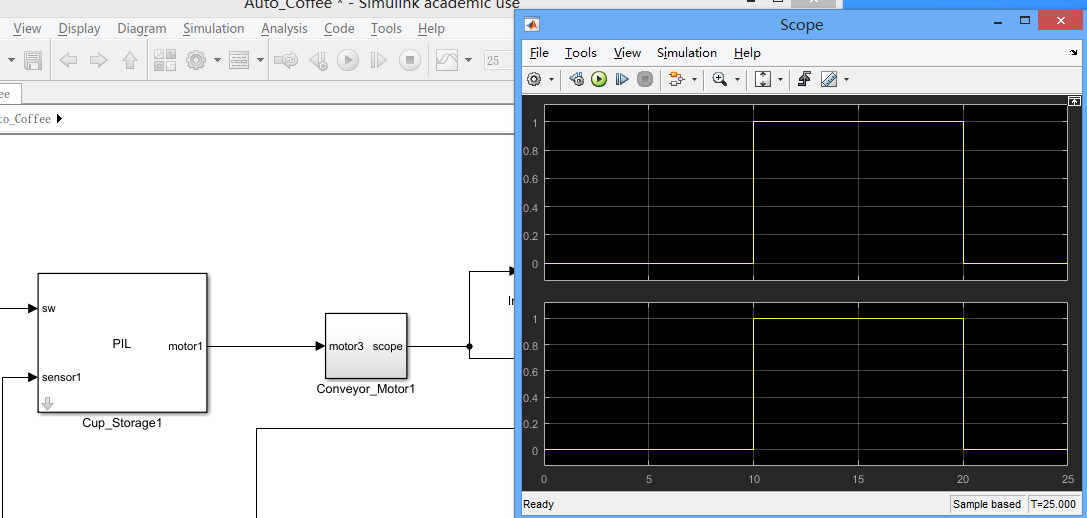 Auto_Coffee * - Simulink academic use
View Display Diagram Simulation Analysis Code Tools Help
25
ee
to_Coffee
sw
PIL
motor1
sensor1
Cup_Storage1
motor3 scope
Conveyor_Motor1
In
Scope
File Tools View Simulation Help
1
0.8
0.6
0.4
0.2
0
1
0.8
0.6
0.4
0.2
0
0 5 10 15 20 25
Ready Sample based T=25.000